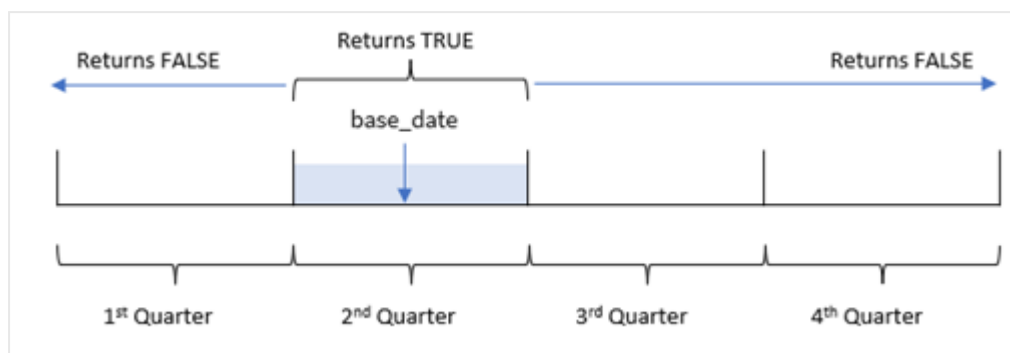 Returns TRUE
Returns FALSE
Returns FALSE
base_date
1st Quarter
2nd Quarter
3rd Quarter
4th Quarter